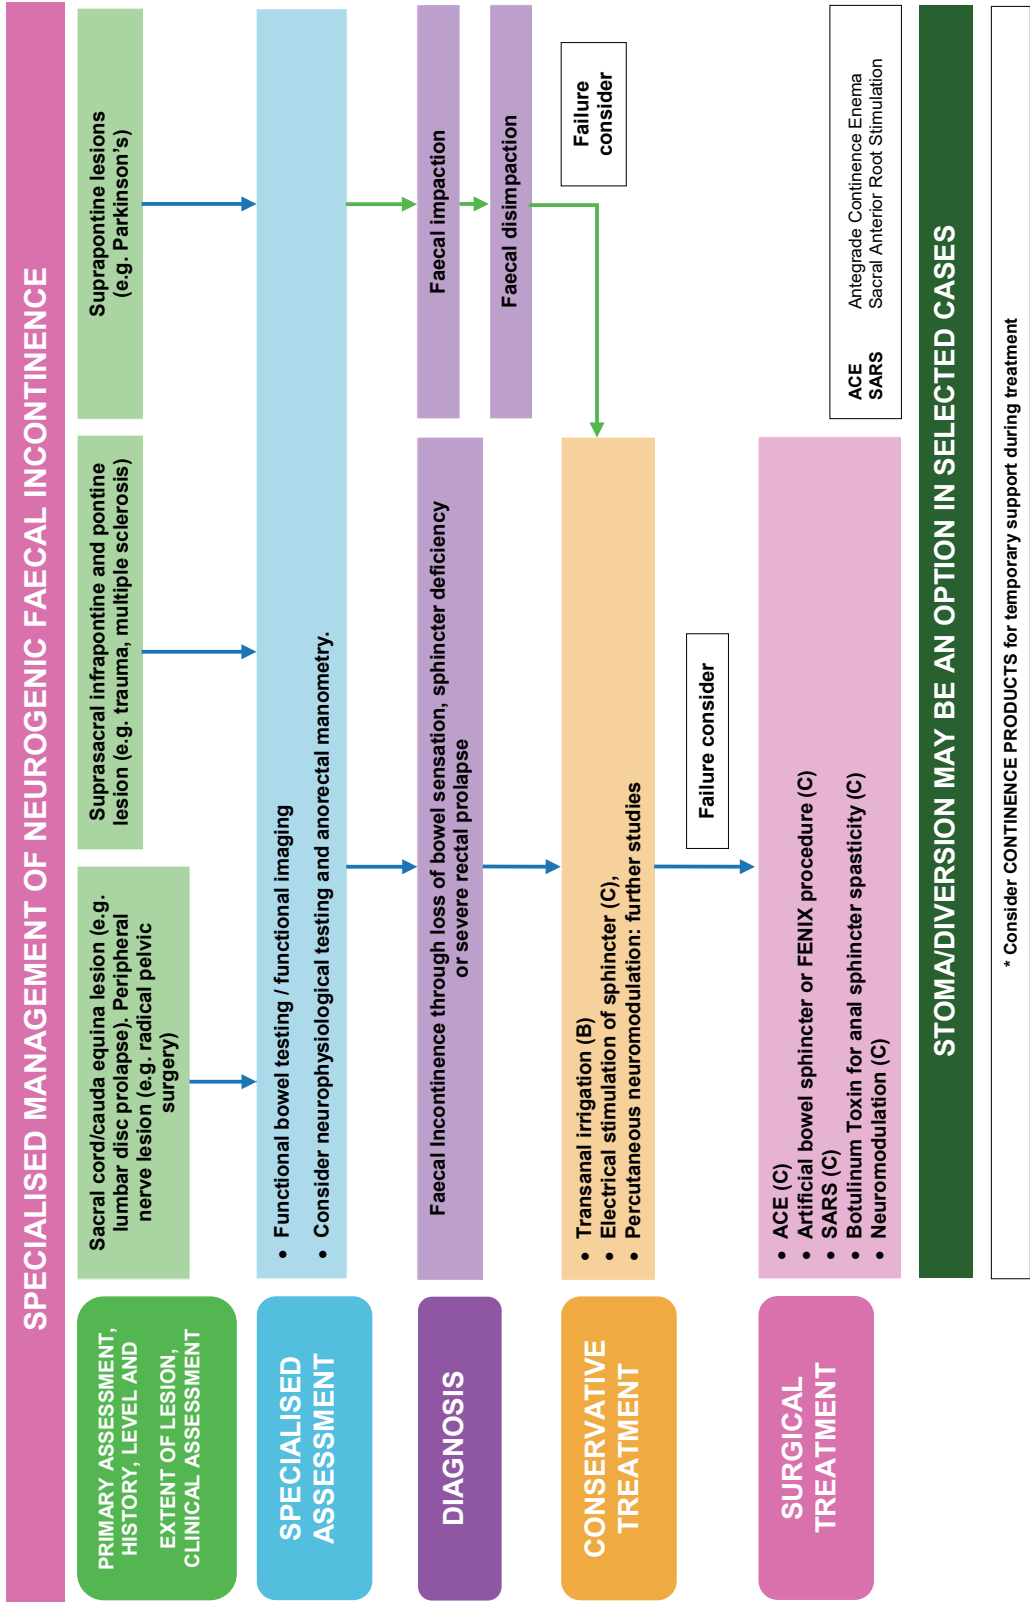 SPECIALISED MANAGEMENT OF NEUROGENIC FAECAL INCONTINENCE
PRIMARY ASSESSMENT,
HISTORY, LEVEL AND
EXTENT OF LESION,
CLINICAL ASSESSMENT
Sacral cord/cauda equina lesion (e.g.
lumbar disc prolapse). Peripheral
nerve lesion (e.g. radical pelvic
surgery)
Suprasacral infrapontine and pontine
lesion (e.g. trauma, multiple sclerosis)
Suprapontine lesions
(e.g. Parkinson's)
SPECIALISED
ASSESSMENT
• Functional bowel testing / functional imaging
• Consider neurophysiological testing and anorectal manometry.
DIAGNOSIS
Faecal Incontinence through loss of bowel sensation, sphincter deficiency
or severe rectal prolapse
Faecal impaction
Faecal disimpaction
CONSERVATIVE
TREATMENT
• Transanal irrigation (B)
• Electrical stimulation of sphincter (C),
• Percutaneous neuromodulation: further studies
Failure
consider
Failure consider
SURGICAL
TREATMENT
• ACE (C)
• Artificial bowel sphincter or FENIX procedure (C)
• SARS (C)
• Botulinum Toxin for anal sphincter spasticity (C)
• Neuromodulation (C)
ACE Antegrade Continence Enema
SARS Sacral Anterior Root Stimulation
STOMA/DIVERSION MAY BE AN OPTION IN SELECTED CASES
* Consider CONTINENCE PRODUCTS for temporary support during treatment